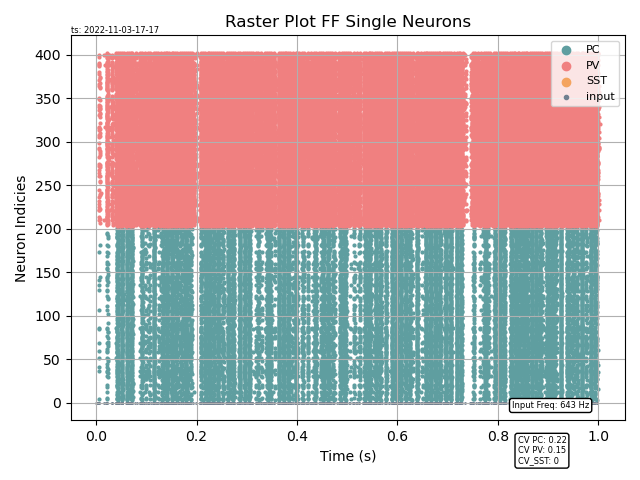 Raster Plot FF Single Neurons
ts: 2022-11-03-17-17
PC
PV
SST
input
400
350
300
250
200
150
100
50
0
Neuron Indicies
Input Freq: 643 Hz
0.0 0.2 0.4 0.6 0.8 1.0
Time (s)
CV PC: 0.22
CV PV: 0.15
CV_SST: 0